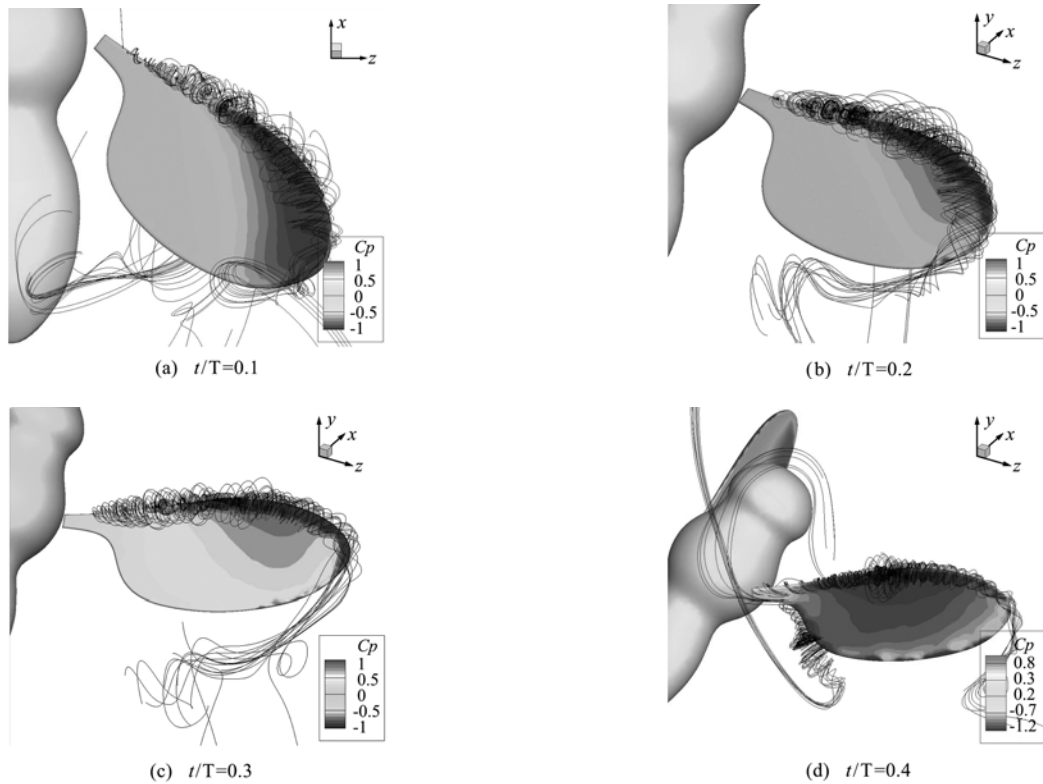 x
z
Cp
1
0.5
0
-0.5
-1
(a) t/T=0.1
y
x
z
Cp
1
0.5
0
-0.5
-1
(b) t/T=0.2
y
x
z
Cp
1
0.5
0
-0.5
-1
(c) t/T=0.3
y
x
z
Cp
0.8
0.3
0.2
-0.7
-1.2
(d) t/T=0.4